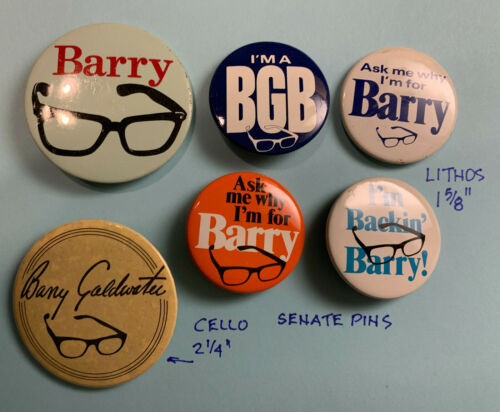 Barry
I'M A
BGB
Ask me why
I'm for
Barry
LITHOS
1 5/8"
Ask
me why
I'm for
Barry
I'm
Backin'
Barry!
Barry Goldwater
CELLO
2 1/4"
SENATE PINS